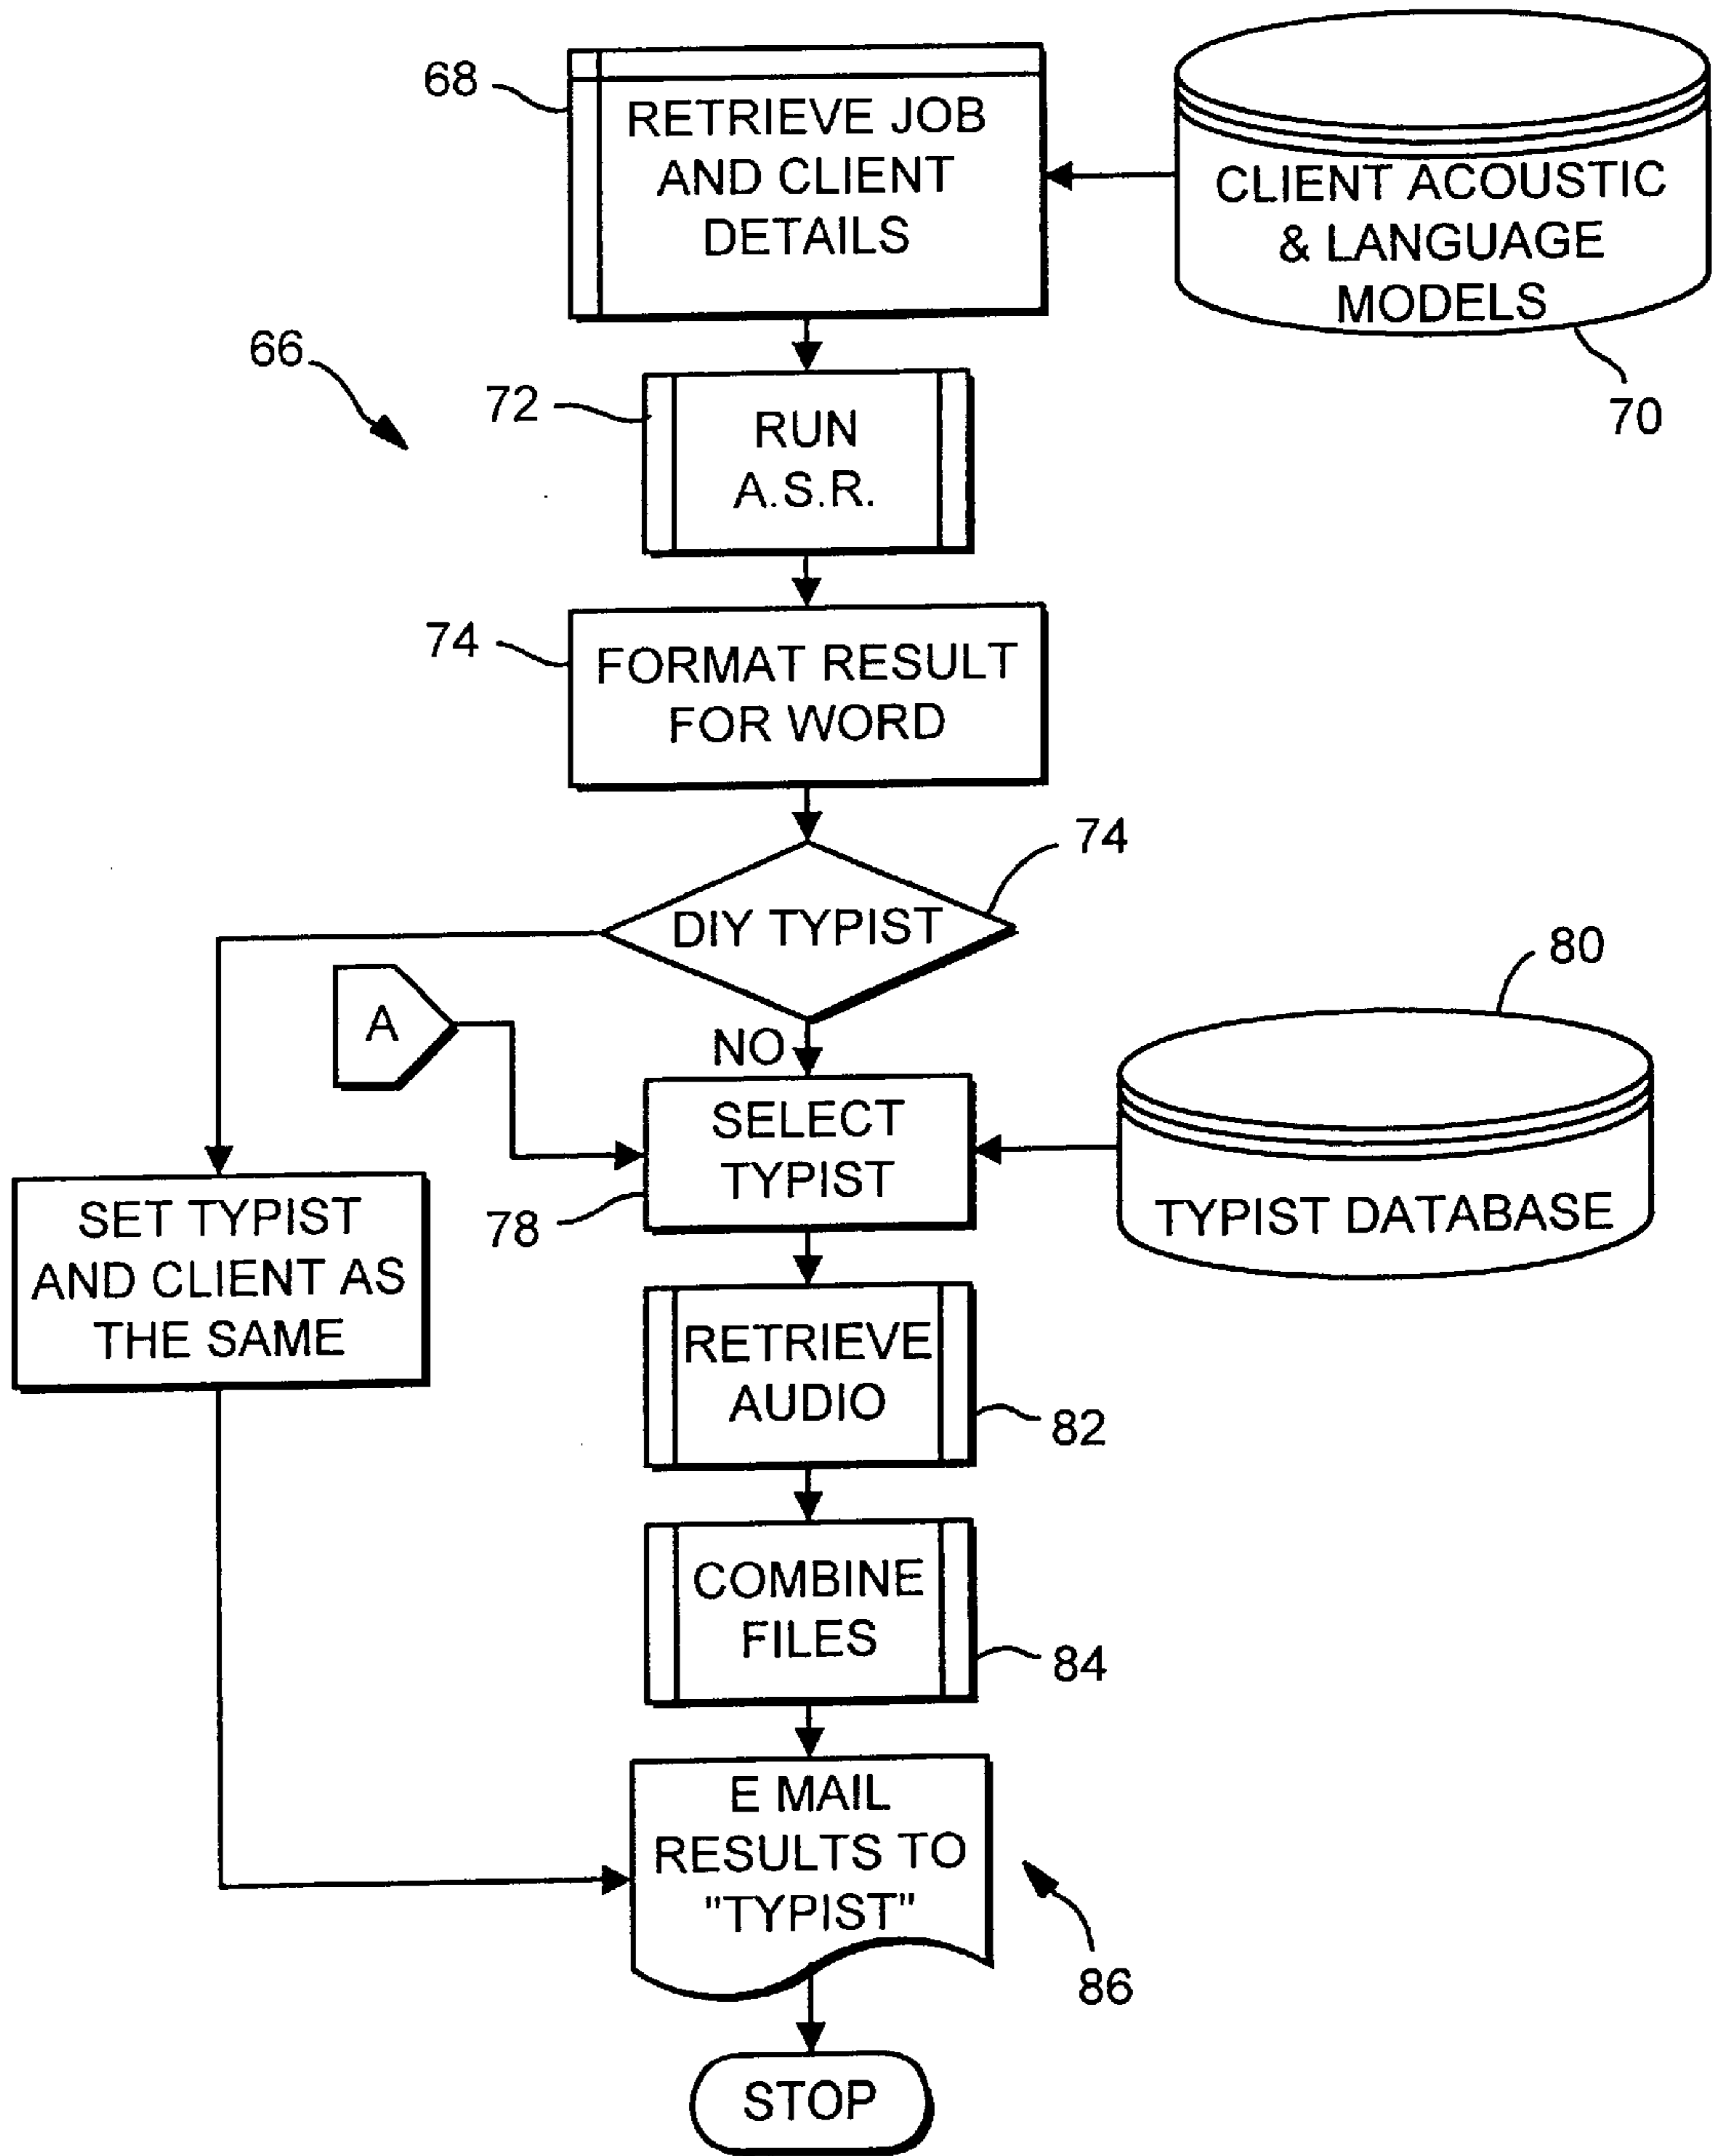 68
RETRIEVE JOB
AND CLIENT
DETAILS
CLIENT ACOUSTIC
& LANGUAGE
MODELS
70
66
72
RUN
A.S.R.
74
FORMAT RESULT
FOR WORD
74
DIY TYPIST
NO
A
80
SELECT
TYPIST
78
TYPIST DATABASE
SET TYPIST
AND CLIENT AS
THE SAME
RETRIEVE
AUDIO
82
COMBINE
FILES
84
E MAIL
RESULTS TO
"TYPIST"
86
STOP